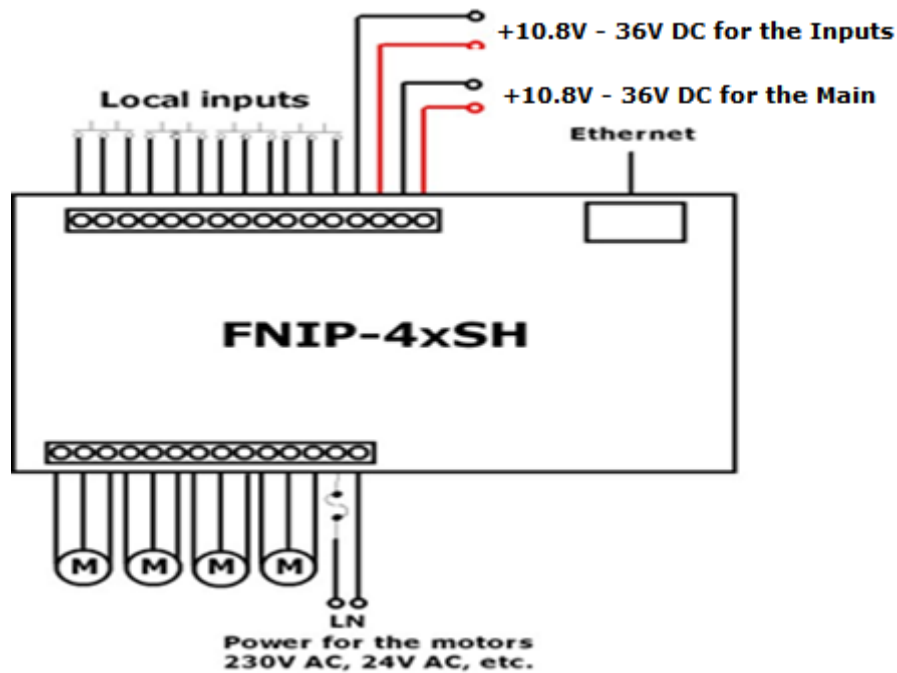 +10.8V - 36V DC for the Inputs
Local inputs
+10.8V - 36V DC for the Main
Ethernet
FNIP-4xSH
M M M M
LN
Power for the motors
230V AC, 24V AC, etc.